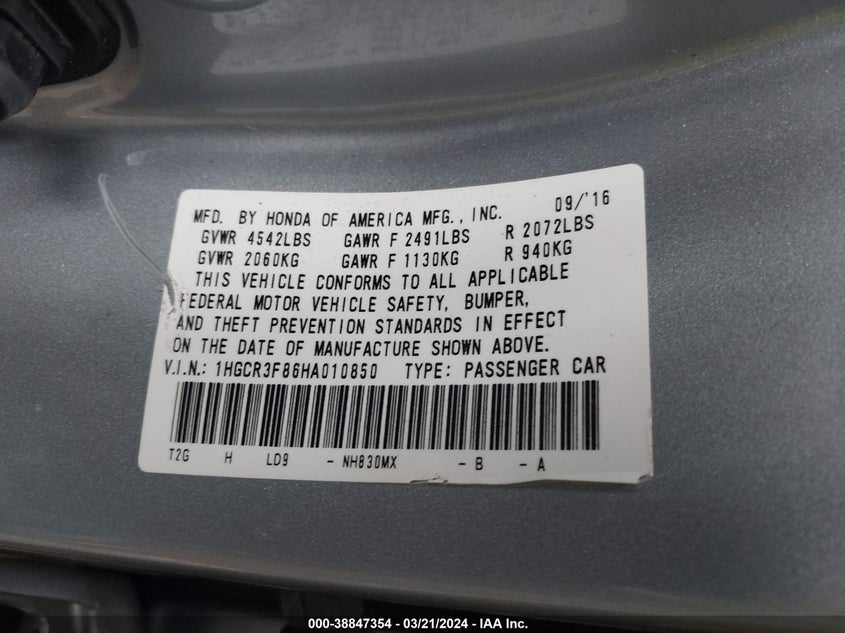 MFD. BY HONDA OF AMERICA MFG., INC. 09/'16
GVWR 4542LBS GAWR F 2491LBS R 2072LBS
GVWR 2060KG GAWR F 1130KG R 940KG
THIS VEHICLE CONFORMS TO ALL APPLICABLE
FEDERAL MOTOR VEHICLE SAFETY, BUMPER,
AND THEFT PREVENTION STANDARDS IN EFFECT
ON THE DATE OF MANUFACTURE SHOWN ABOVE.
V.I.N.: 1HGCR3F86HA010850 TYPE: PASSENGER CAR
T2G H LD9 - NH830MX - B - A
000-38847354 - 03/21/2024 - IAA Inc.